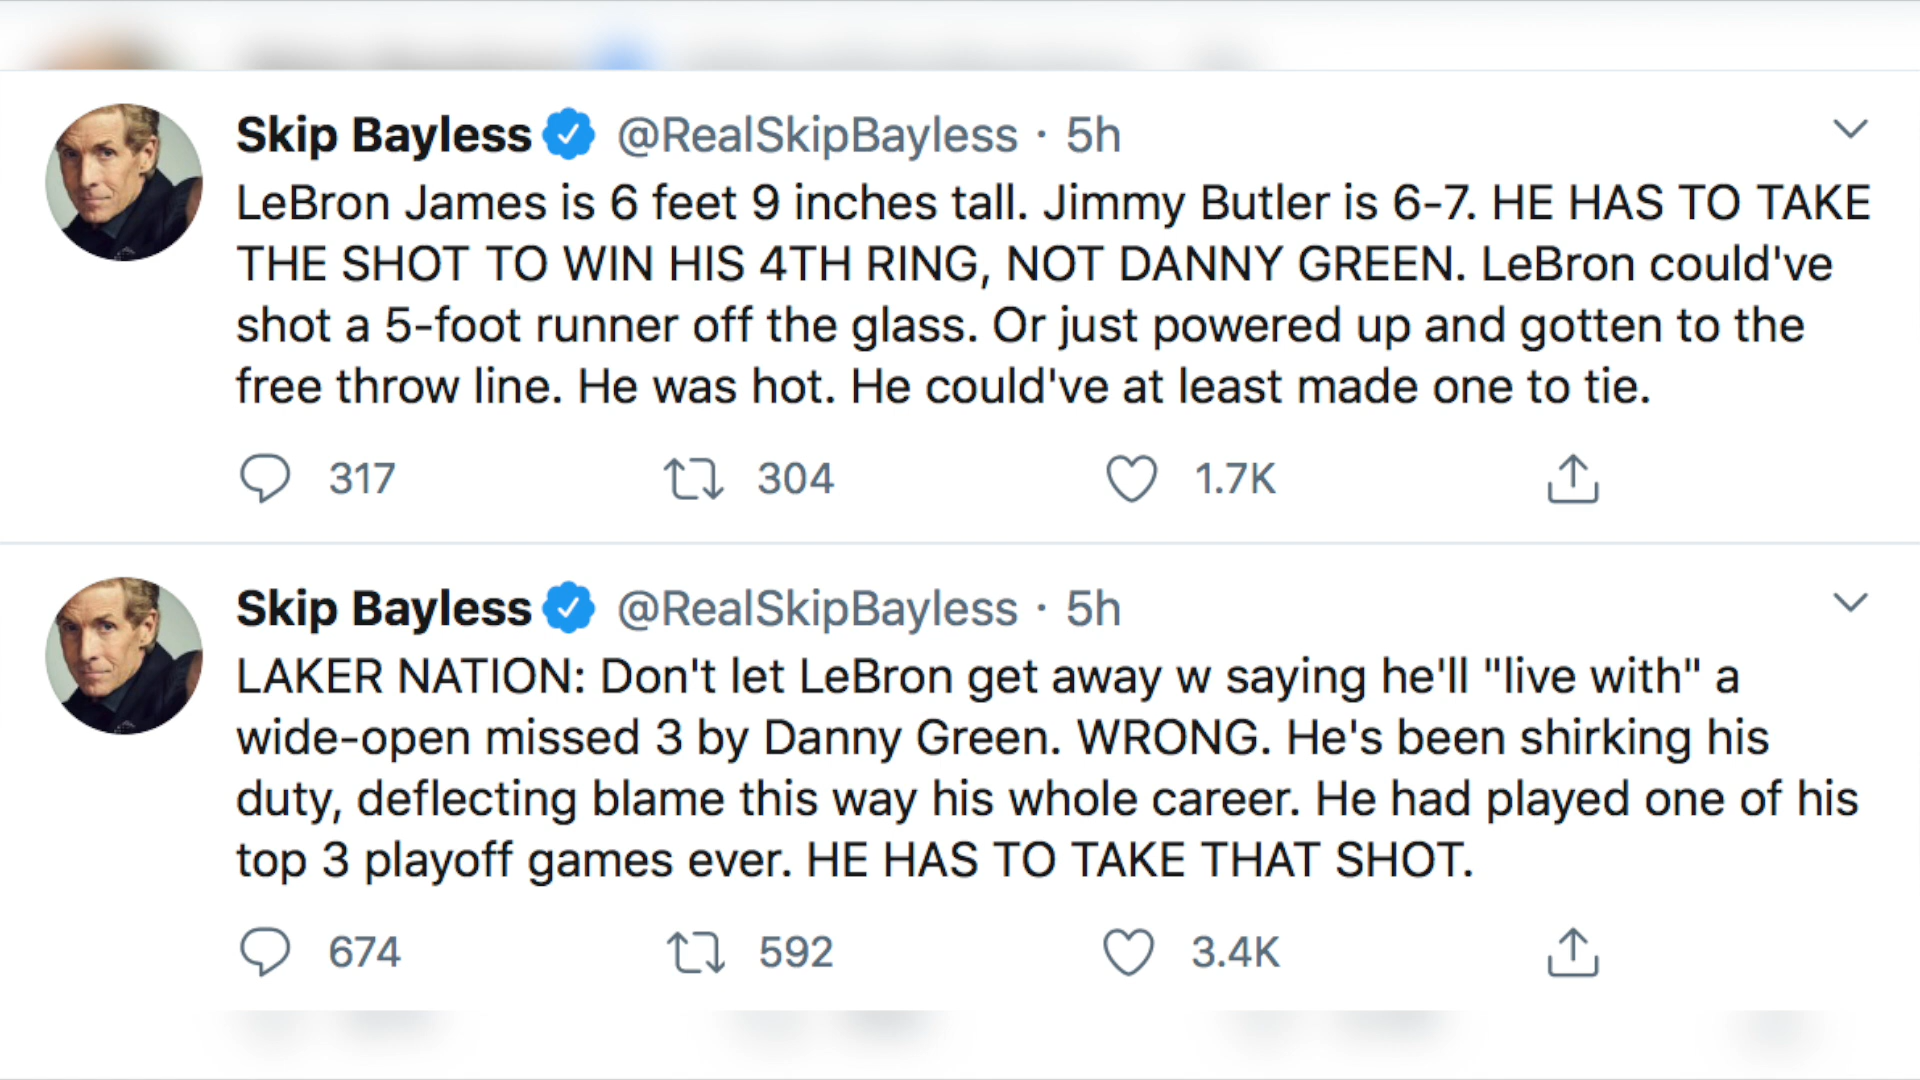 Skip Bayless @RealSkipBayless · 5h
LeBron James is 6 feet 9 inches tall. Jimmy Butler is 6-7. HE HAS TO TAKE
THE SHOT TO WIN HIS 4TH RING, NOT DANNY GREEN. LeBron could've
shot a 5-foot runner off the glass. Or just powered up and gotten to the
free throw line. He was hot. He could've at least made one to tie.
317 304 1.7K
Skip Bayless @RealSkipBayless · 5h
LAKER NATION: Don't let LeBron get away w saying he'll "live with" a
wide-open missed 3 by Danny Green. WRONG. He's been shirking his
duty, deflecting blame this way his whole career. He had played one of his
top 3 playoff games ever. HE HAS TO TAKE THAT SHOT.
674 592 3.4K